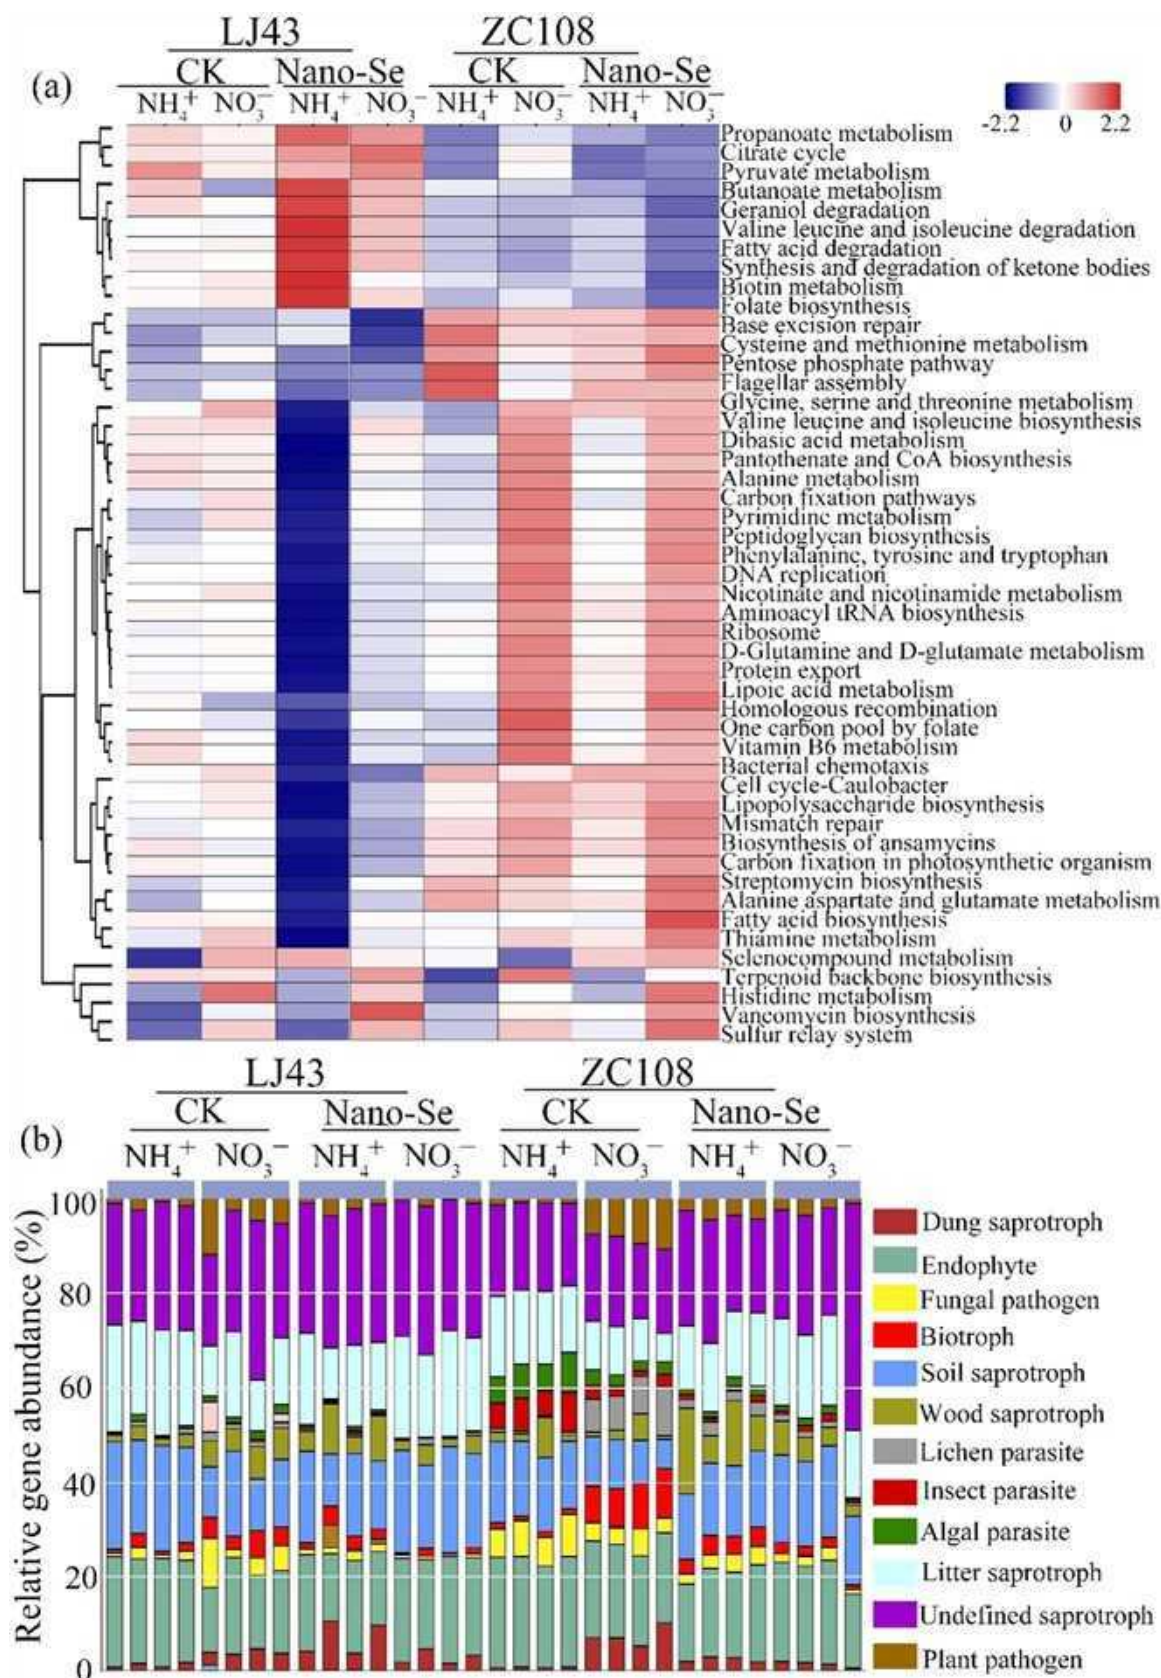 LJ43 ZC108
CK Nano-Se CK Nano-Se
(a)
NH₄⁺ NO₃⁻ NH₄⁺ NO₃⁻ NH₄⁺ NO₃⁻ NH₄⁺ NO₃⁻
-2.2 0 2.2
Propanoate metabolism
Citrate cycle
Pyruvate metabolism
Butanoate metabolism
Geraniol degradation
Valine leucine and isoleucine degradation
Fatty acid degradation
Synthesis and degradation of ketone bodies
Biotin metabolism
Folate biosynthesis
Base excision repair
Cysteine and methionine metabolism
Pentose phosphate pathway
Flagellar assembly
Glycine, serine and threonine metabolism
Valine leucine and isoleucine biosynthesis
Dibasic acid metabolism
Pantothenate and CoA biosynthesis
Alanine metabolism
Carbon fixation pathways
Pyrimidine metabolism
Peptidoglycan biosynthesis
Phenylalanine, tyrosine and tryptophan
DNA replication
Nicotinate and nicotinamide metabolism
Aminoacyl tRNA biosynthesis
Ribosome
D-Glutamine and D-glutamate metabolism
Protein export
Lipoic acid metabolism
Homologous recombination
One carbon pool by folate
Vitamin B6 metabolism
Bacterial chemotaxis
Cell cycle-Caulobacter
Lipopolysaccharide biosynthesis
Mismatch repair
Biosynthesis of ansamycins
Carbon fixation in photosynthetic organism
Streptomycin biosynthesis
Alanine aspartate and glutamate metabolism
Fatty acid biosynthesis
Thiamine metabolism
Selenocompound metabolism
Terpenoid backbone biosynthesis
Histidine metabolism
Vancomycin biosynthesis
Sulfur relay system
LJ43 ZC108
CK Nano-Se CK Nano-Se
(b)
NH₄⁺ NO₃⁻ NH₄⁺ NO₃⁻ NH₄⁺ NO₃⁻ NH₄⁺ NO₃⁻
Relative gene abundance (%)
100
80
60
40
20
0
Dung saprotroph
Endophyte
Fungal pathogen
Biotroph
Soil saprotroph
Wood saprotroph
Lichen parasite
Insect parasite
Algal parasite
Litter saprotroph
Undefined saprotroph
Plant pathogen